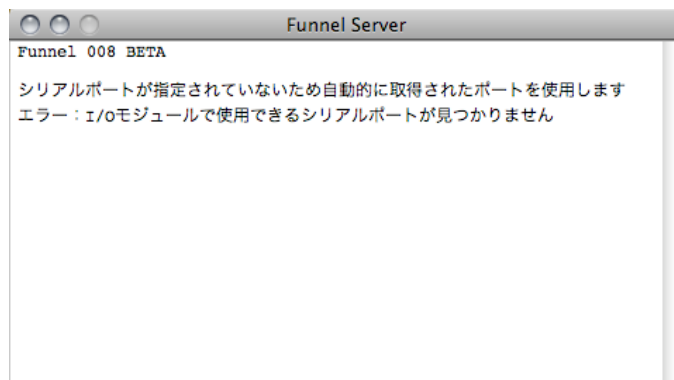 Funnel Server
Funnel 008 BETA
シリアルポートが指定されていないため自動的に取得されたポートを使用します
エラー：I/Oモジュールで使用できるシリアルポートが見つかりません